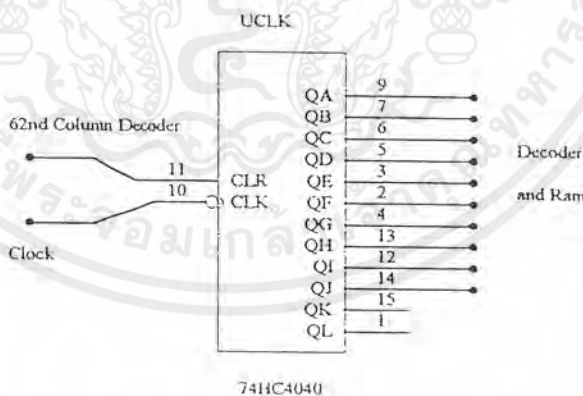 UCLK
62nd Column Decoder
Clock
11
10
CLR
CLK
QA
QB
QC
QD
QE
QF
QG
QH
QI
QJ
QK
QL
9
7
6
5
3
2
4
13
12
14
15
1
Decoder
and Ram
74HC4040